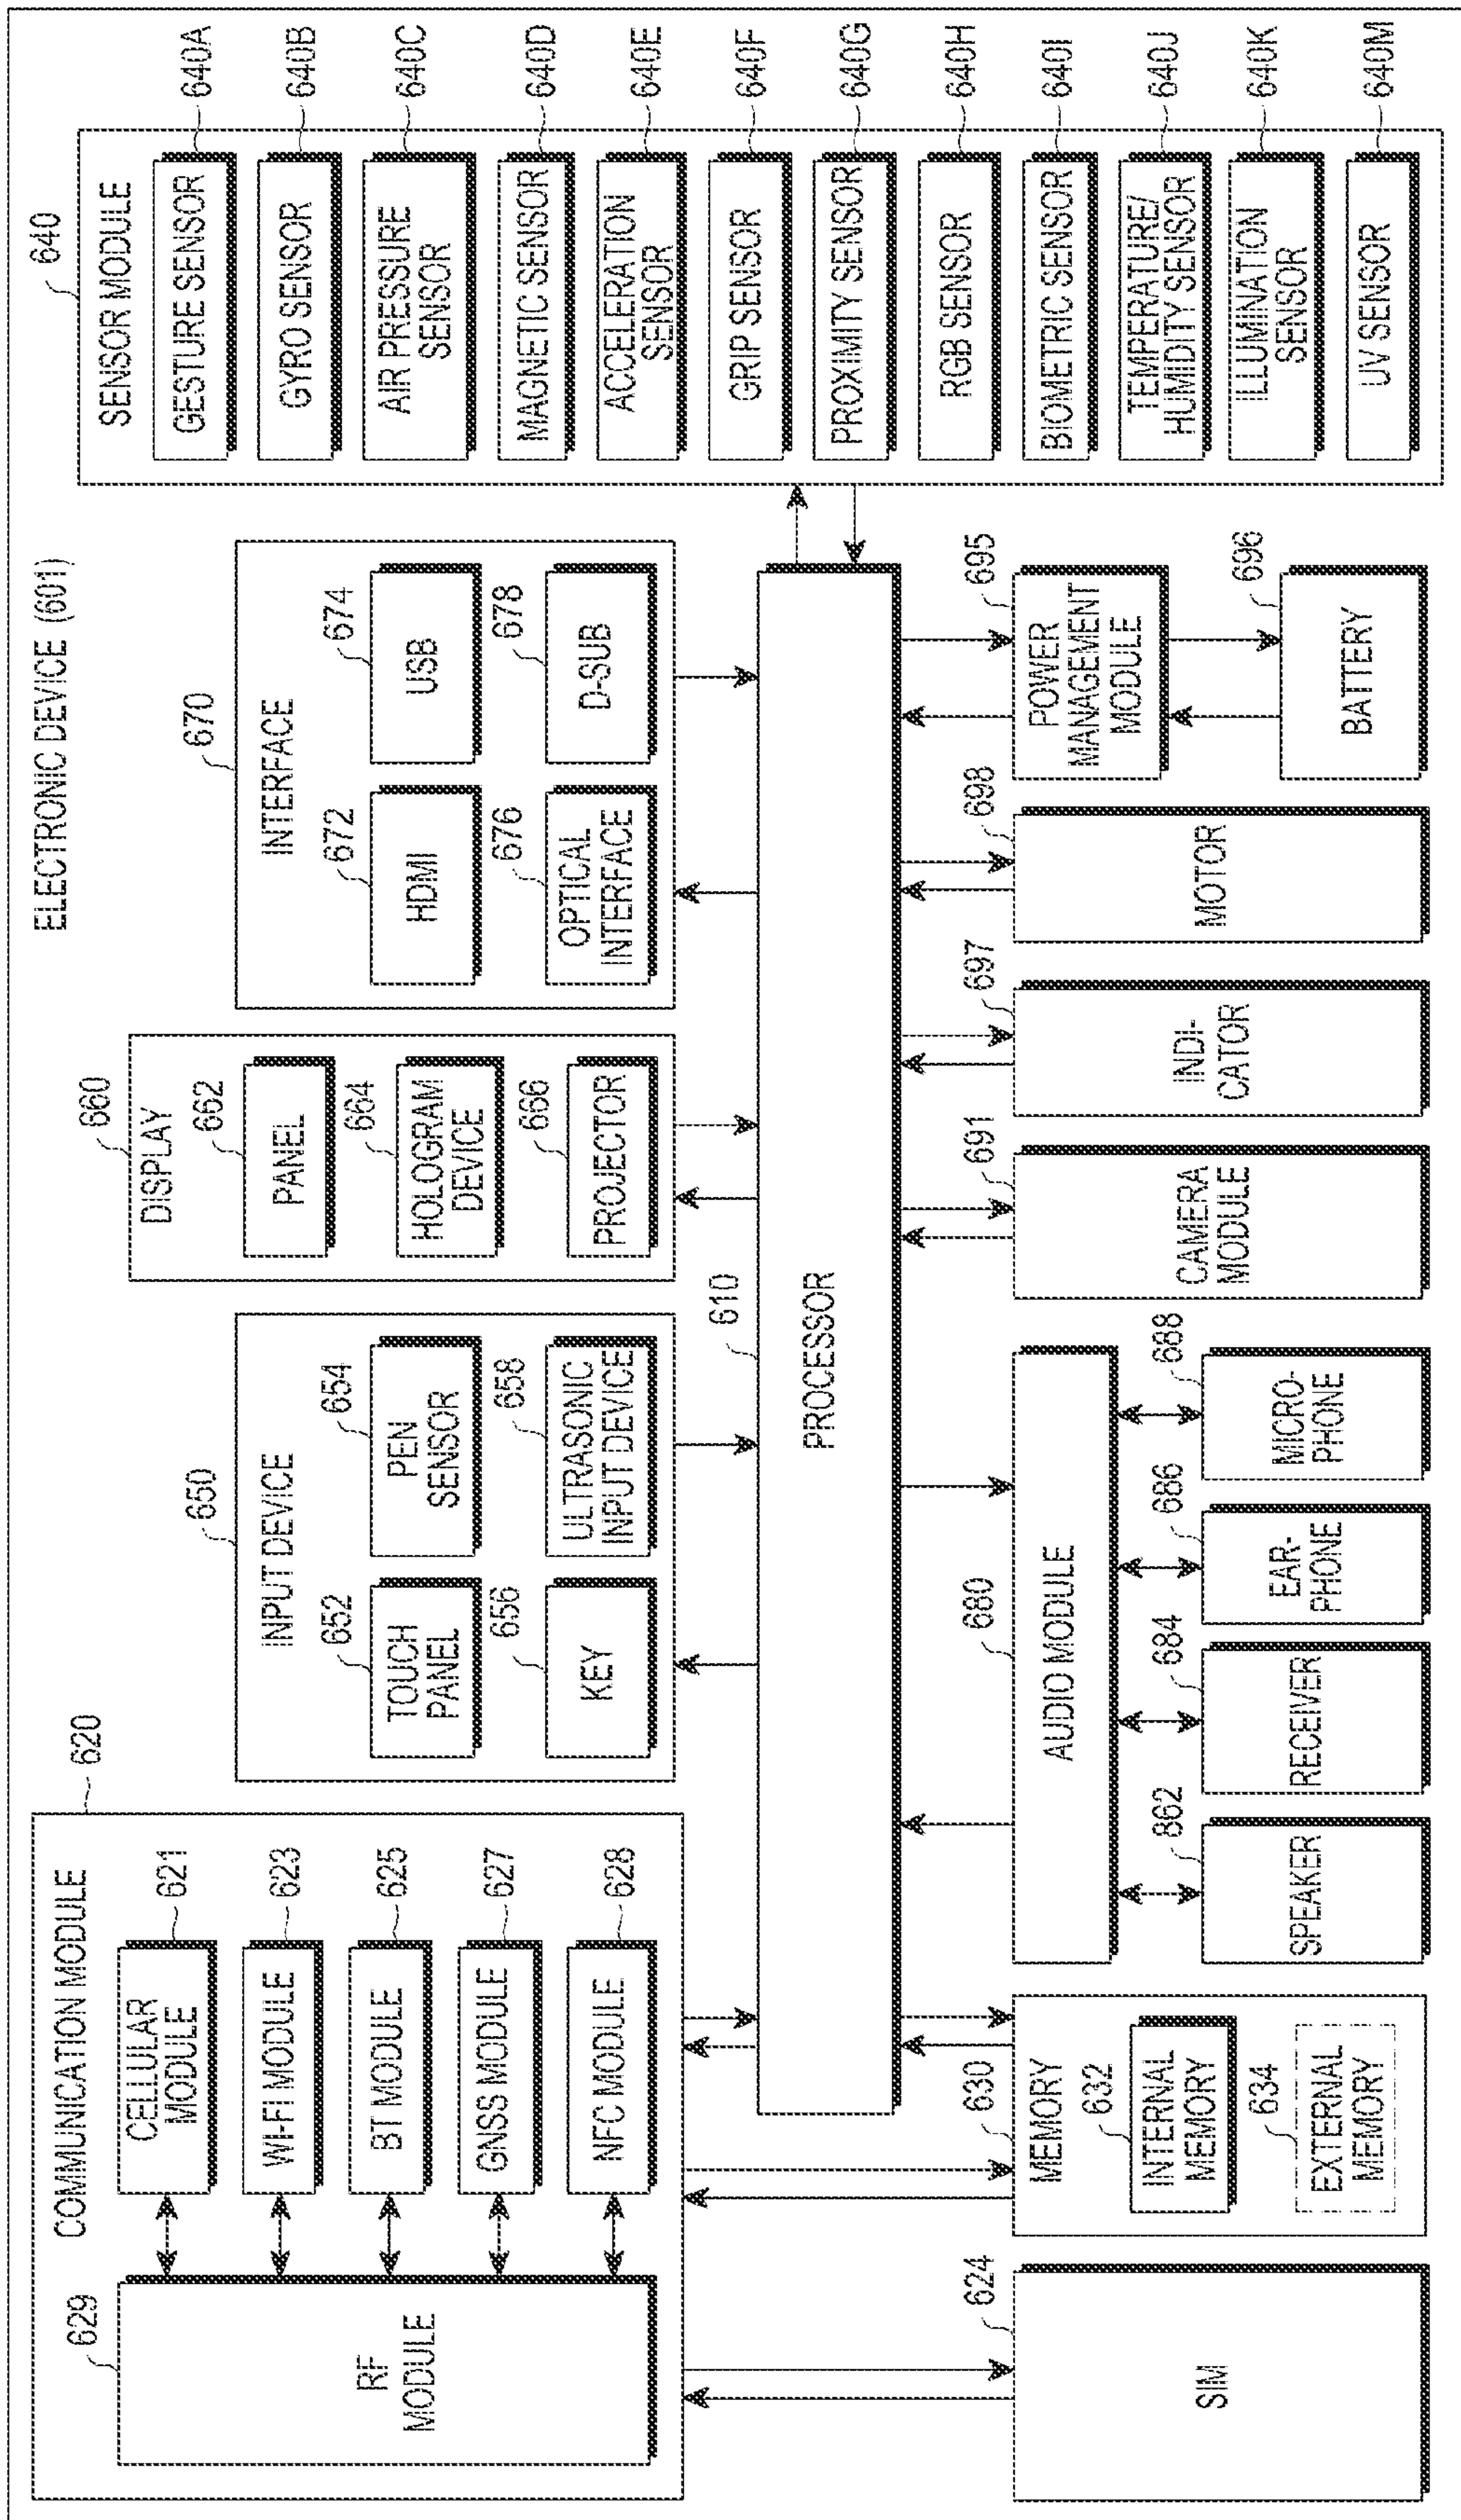 ELECTRONIC DEVICE (601)
COMMUNICATION MODULE
620
629
RF
MODULE
CELLULAR
MODULE
621
WI-FI MODULE
623
BT MODULE
625
GNSS MODULE
627
NFC MODULE
628
650
INPUT DEVICE
652
TOUCH
PANEL
654
PEN
SENSOR
656
KEY
658
ULTRASONIC
INPUT DEVICE
660
DISPLAY
662
PANEL
664
HOLOGRAM
DEVICE
666
PROJECTOR
670
INTERFACE
672
HDMI
674
USB
676
OPTICAL
INTERFACE
678
D-SUB
640
SENSOR MODULE
GESTURE SENSOR
640A
GYRO SENSOR
640B
AIR PRESSURE
SENSOR
640C
MAGNETIC SENSOR
640D
ACCELERATION
SENSOR
640E
GRIP SENSOR
640F
PROXIMITY SENSOR
640G
RGB SENSOR
640H
BIOMETRIC SENSOR
640I
TEMPERATURE/
HUMIDITY SENSOR
640J
ILLUMINATION
SENSOR
640K
UV SENSOR
640M
610
PROCESSOR
624
SIM
630
MEMORY
632
INTERNAL
MEMORY
634
EXTERNAL
MEMORY
680
AUDIO MODULE
862
SPEAKER
684
RECEIVER
686
EAR-
PHONE
688
MICRO-
PHONE
691
CAMERA
MODULE
697
INDI-
CATOR
698
MOTOR
695
POWER
MANAGEMENT
MODULE
696
BATTERY